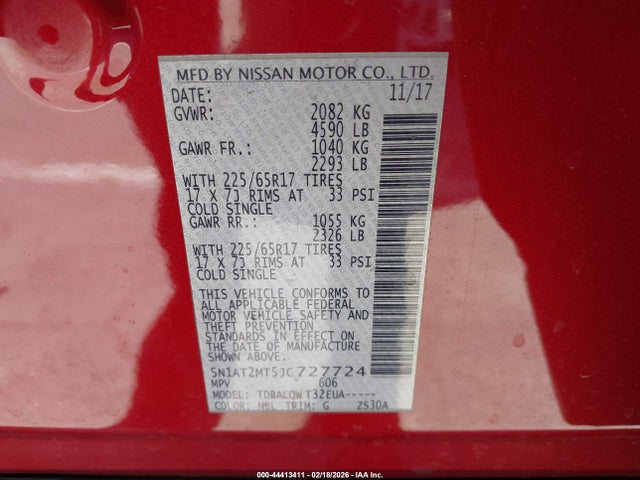 MFD BY NISSAN MOTOR CO., LTD.
DATE: 11/17
GVWR: 2082 KG
4590 LB
GAWR FR.: 1040 KG
2293 LB
WITH 225/65R17 TIRES
17 X 7J RIMS AT 33 PSI
COLD SINGLE
GAWR RR.: 1055 KG
2326 LB
WITH 225/65R17 TIRES
17 X 7J RIMS AT 33 PSI
COLD SINGLE
THIS VEHICLE CONFORMS TO
ALL APPLICABLE FEDERAL
MOTOR VEHICLE SAFETY AND
THEFT PREVENTION
STANDARDS IN EFFECT ON
THE DATE OF MANUFACTURE
SHOWN ABOVE.
5N1AT2MT5JC727724
MPV 606
TDBALQW T32EUA-----
COLOR: NBL TRIM: G ZS30A
000-44413411 - 02/18/2026 - IAA Inc.